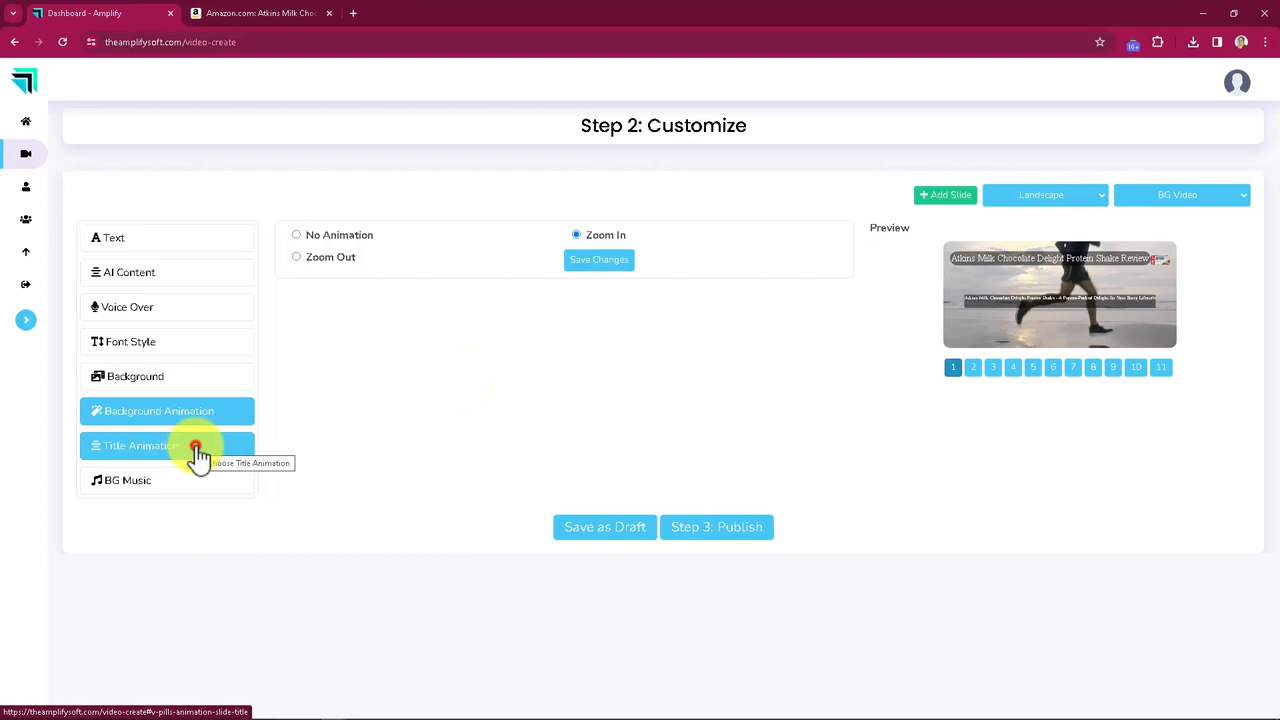 Dashboard - Amplify
Amazon.com: Atkins Milk Choc
theamplifysoft.com/video-create
10+
Step 2: Customize
+ Add Slide
Landscape
BG Video
Text
AI Content
Voice Over
Font Style
Background
Background Animation
Title Animation
BG Music
No Animation
Zoom In
Zoom Out
Save Changes
Preview
Atkins Milk Chocolate Delight Protein Shake Review
1 2 3 4 5 6 7 8 9 10 11
hoose Title Animation
Save as Draft
Step 3: Publish
https://theamplifysoft.com/video-create#v-pills-animation-slide-title